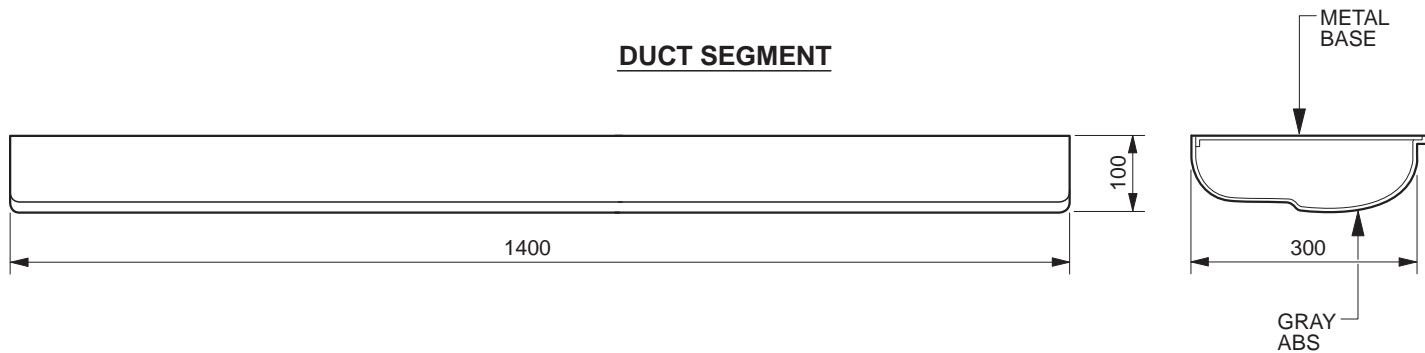 METAL
BASE
DUCT SEGMENT
100
1400
300
GRAY
ABS